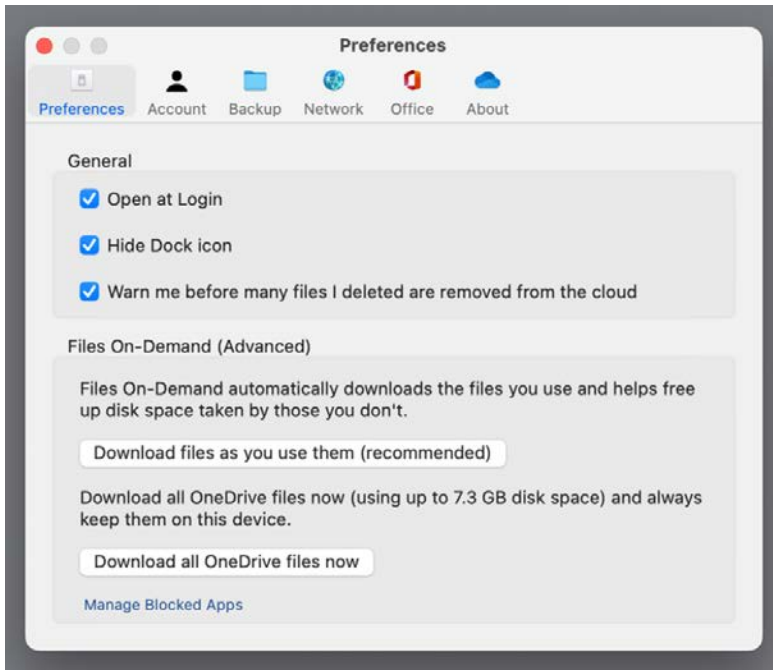 Preferences
Preferences Account Backup Network Office About
General
Open at Login
Hide Dock icon
Warn me before many files I deleted are removed from the cloud
Files On-Demand (Advanced)
Files On-Demand automatically downloads the files you use and helps free
up disk space taken by those you don't.
Download files as you use them (recommended)
Download all OneDrive files now (using up to 7.3 GB disk space) and always
keep them on this device.
Download all OneDrive files now
Manage Blocked Apps